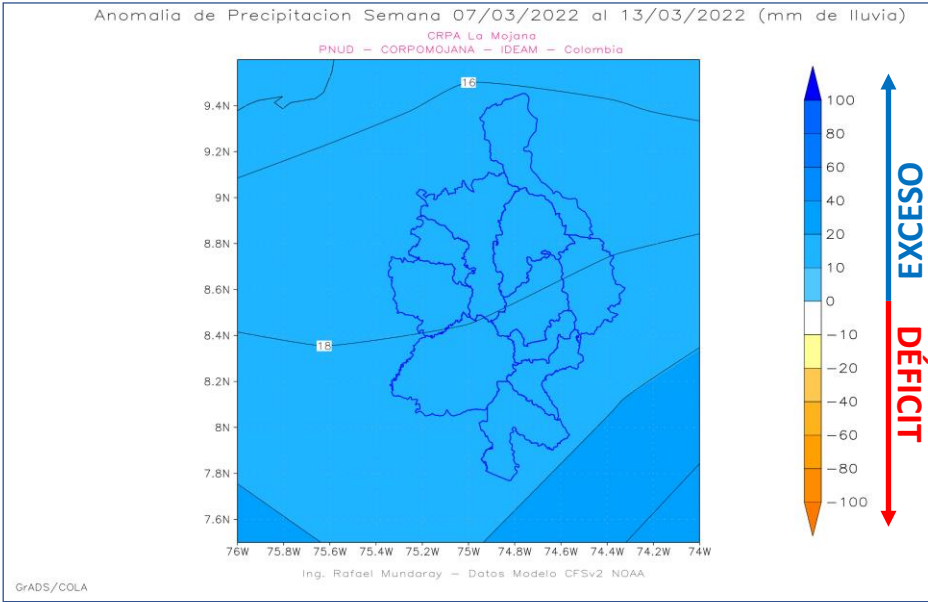 Anomalia de Precipitacion Semana 07/03/2022 al 13/03/2022 (mm de lluvia)
CRPA La Mojana
PNUD – CORPOMOJANA – IDEAM – Colombia
16
18
9.4N
9.2N
9N
8.8N
8.6N
8.4N
8.2N
8N
7.8N
7.6N
76W 75.8W 75.6W 75.4W 75.2W 75W 74.8W 74.6W 74.4W 74.2W 74W
100
80
60
40
20
10
0
−10
−20
−40
−60
−80
−100
EXCESO
DÉFICIT
Ing. Rafael Mundaray – Datos Modelo CFSv2 NOAA
GrADS/COLA